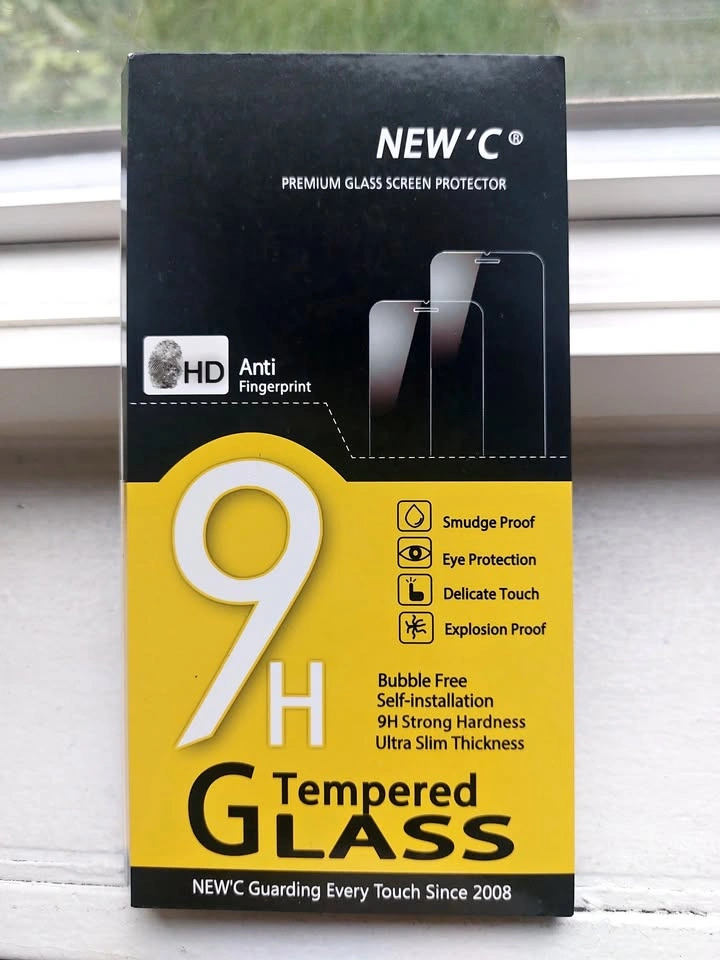 NEW'C®
PREMIUM GLASS SCREEN PROTECTOR
HD Anti
Fingerprint
9H
Smudge Proof
Eye Protection
Delicate Touch
Explosion Proof
Bubble Free
Self-installation
9H Strong Hardness
Ultra Slim Thickness
Tempered
GLASS
NEW'C Guarding Every Touch Since 2008